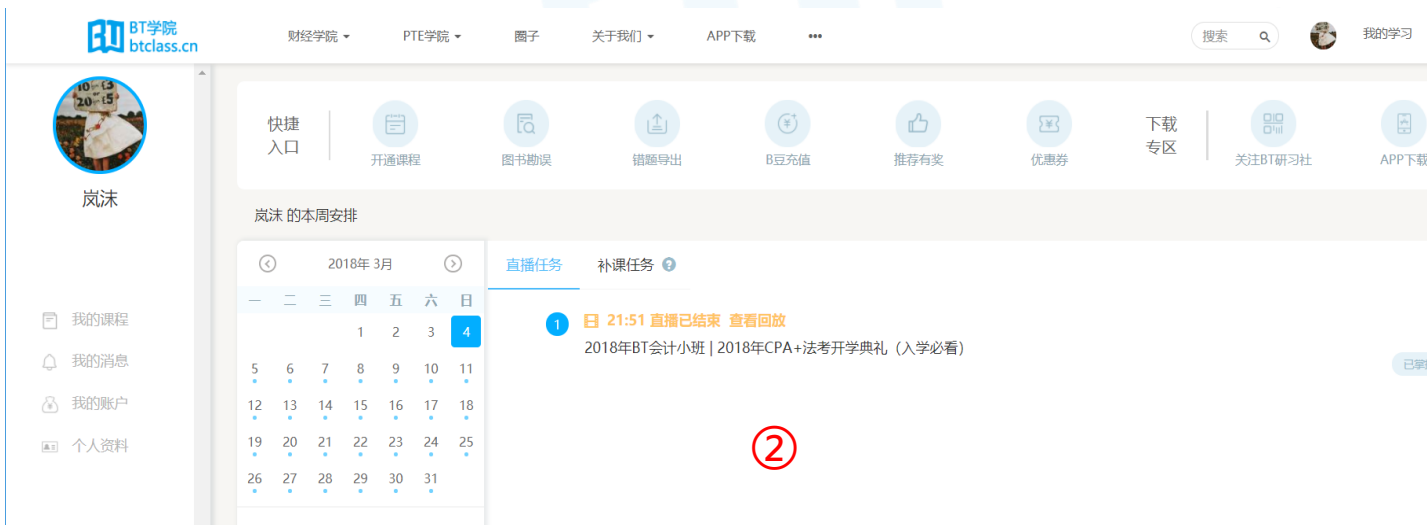 BT学院
btclass.cn
财经学院 PTE学院 圈子 关于我们 APP下载 ••• 搜索 我的学习
10 for £3
20 for £5
岚沫
我的课程
我的消息
我的账户
个人资料
快捷
入口
开通课程 图书勘误 错题导出 B豆充值 推荐有奖 优惠券
下载
专区
关注BT研习社 APP下载
岚沫 的本周安排
2018年 3月
一 二 三 四 五 六 日
1 2 3 4
5 6 7 8 9 10 11
12 13 14 15 16 17 18
19 20 21 22 23 24 25
26 27 28 29 30 31
直播任务 补课任务 ?
1 21:51 直播已结束 查看回放
2018年BT会计小班 | 2018年CPA+法考开学典礼（入学必看）
已掌
②